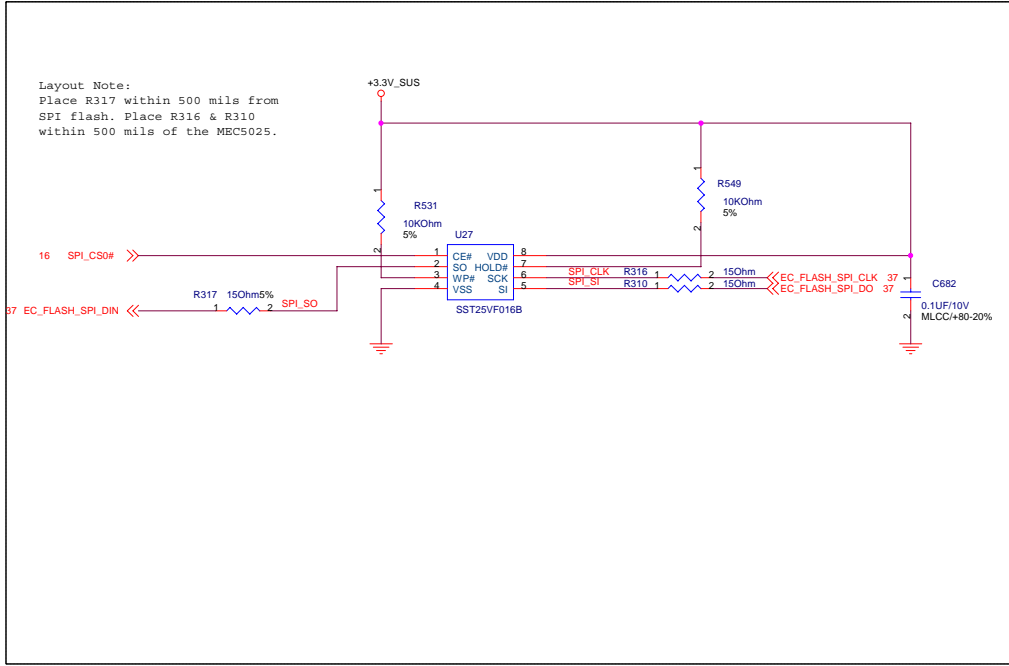 Layout Note:
Place R317 within 500 mils from
SPI flash. Place R316 & R310
within 500 mils of the MEC5025.
+3.3V_SUS
1
R531
10KOhm
5%
2
1
R549
10KOhm
5%
2
U27
16 SPI_CS0#
1 CE# VDD 8
2 SO HOLD# 7
3 WP# SCK 6
4 VSS SI 5
SST25VF016B
SPI_CLK R316 1 2 15Ohm EC_FLASH_SPI_CLK 37
SPI_SI R310 1 2 15Ohm EC_FLASH_SPI_DO 37
R317 15Ohm5%
37 EC_FLASH_SPI_DIN 1 2 SPI_SO
1
C682
0.1UF/10V
2
MLCC/+80-20%